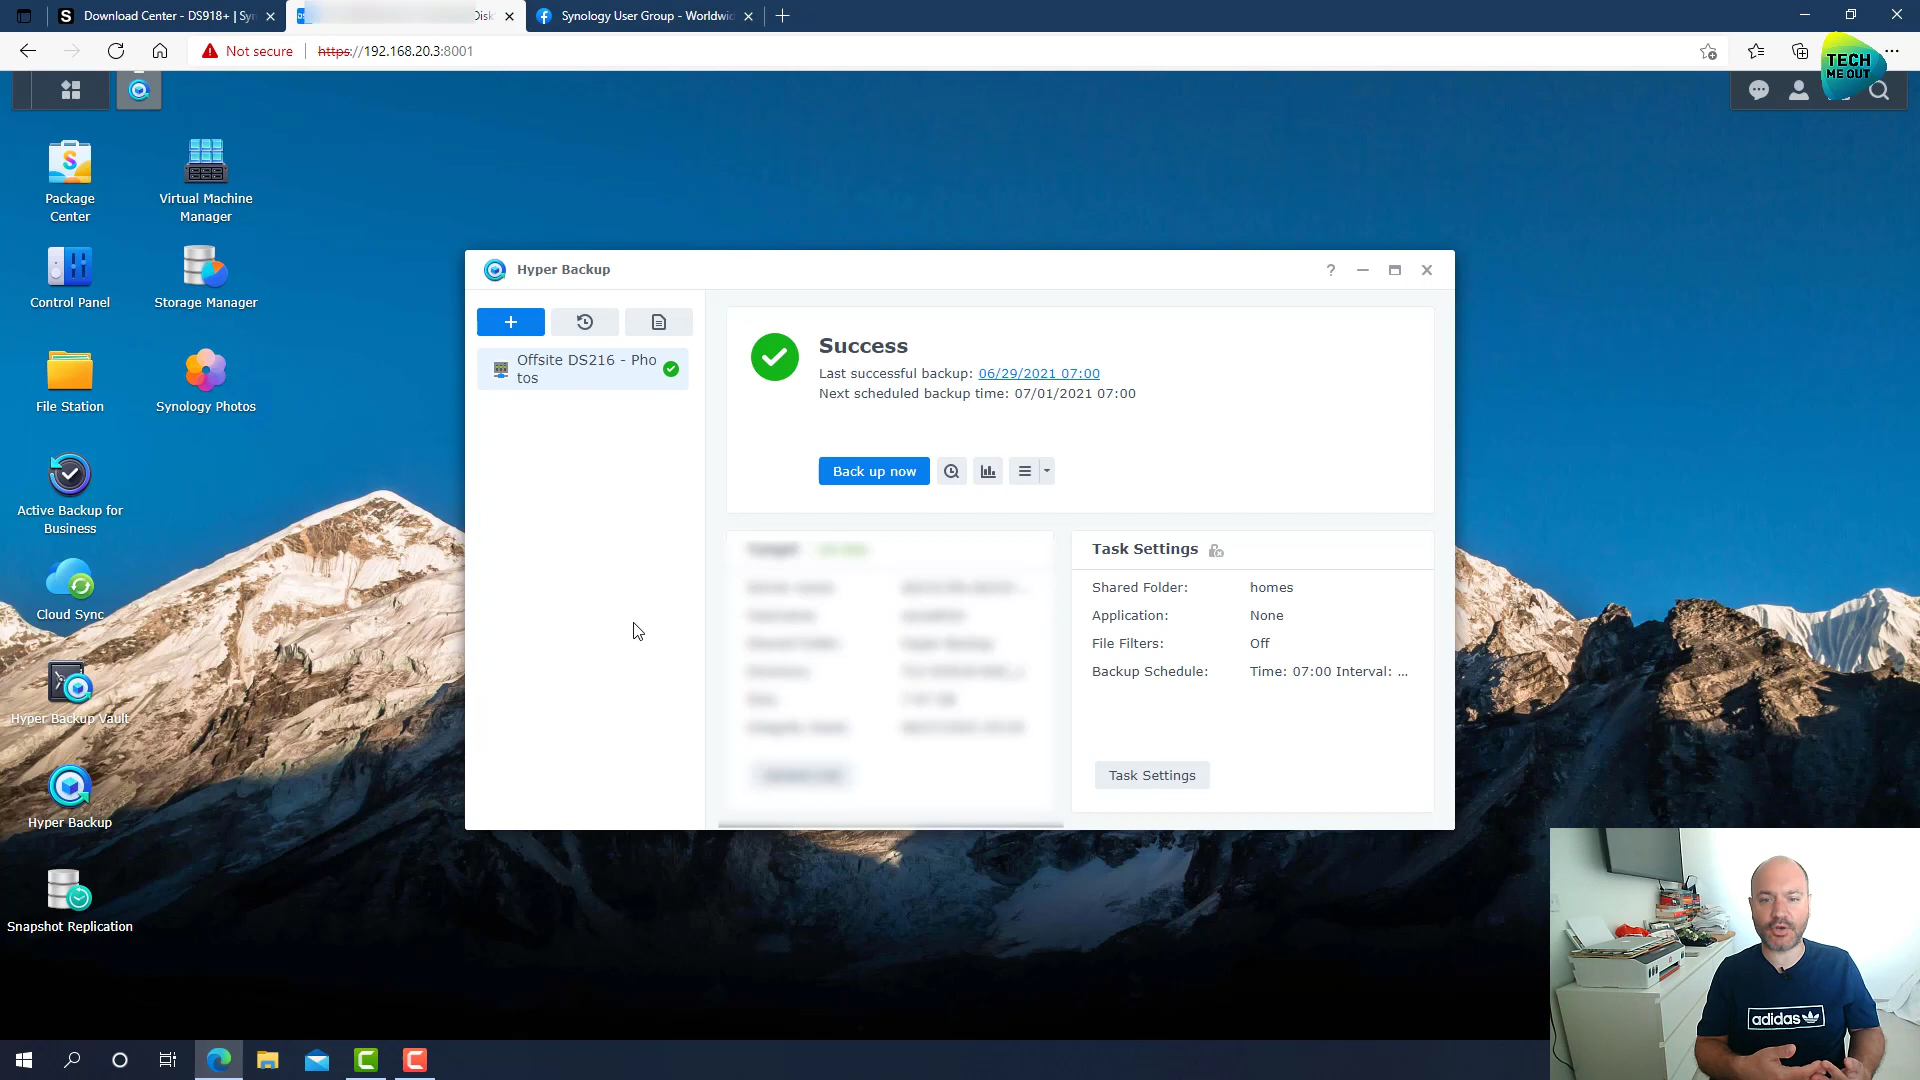 Download Center - DS918+ | Syn
Disk
Synology User Group - Worldwid
Not secure
https://192.168.20.3:8001
TECH
ME OUT
Package
Center
Virtual Machine
Manager
Control Panel
Storage Manager
File Station
Synology Photos
Active Backup for
Business
Cloud Sync
Hyper Backup Vault
Hyper Backup
Snapshot Replication
Hyper Backup
Offsite DS216 - Pho
tos
Success
Last successful backup: 06/29/2021 07:00
Next scheduled backup time: 07/01/2021 07:00
Back up now
Task Settings
Shared Folder: homes
Application: None
File Filters: Off
Backup Schedule: Time: 07:00 Interval: ...
Task Settings
adidas